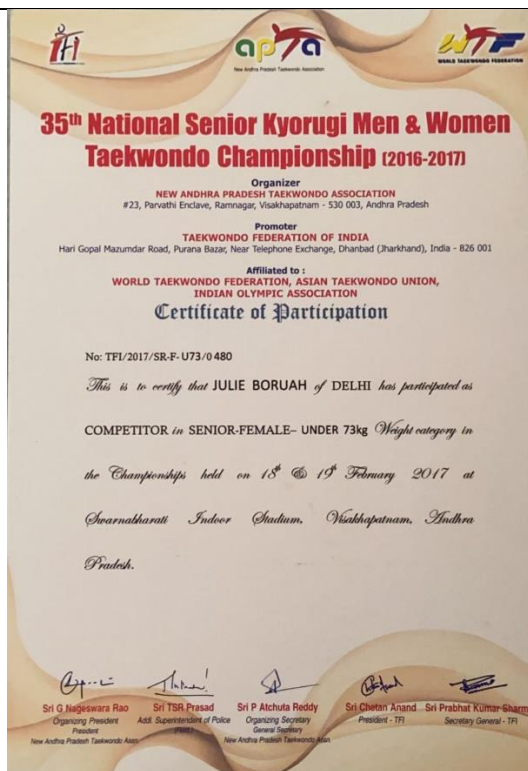 TFI
apTa
New Andhra Pradesh Taekwondo Association
WTF
WORLD TAEKWONDO FEDERATION
35th National Senior Kyorugi Men & Women
Taekwondo Championship (2016-2017)
Organizer
NEW ANDHRA PRADESH TAEKWONDO ASSOCIATION
#23, Parvathi Enclave, Ramnagar, Visakhapatnam - 530 003, Andhra Pradesh
Promoter
TAEKWONDO FEDERATION OF INDIA
Hari Gopal Mazumdar Road, Purana Bazar, Near Telephone Exchange, Dhanbad (Jharkhand), India - 826 001
Affiliated to :
WORLD TAEKWONDO FEDERATION, ASIAN TAEKWONDO UNION,
INDIAN OLYMPIC ASSOCIATION
Certificate of Participation
No: TFI/2017/SR-F- U73/0 480
This is to certify that JULIE BORUAH of DELHI has participated as
COMPETITOR in SENIOR-FEMALE– UNDER 73kg Weight category in
the Championships held on 18th & 19th February 2017 at
Swarnabharati Indoor Stadium, Visakhapatnam, Andhra
Pradesh.
Sri G Nageswara Rao
Organizing President
President
New Andhra Pradesh Taekwondo Assn.
Sri TSR Prasad
Addl. Superintendent of Police
Sri P Atchuta Reddy
Organizing Secretary
General Secretary
New Andhra Pradesh Taekwondo Assn.
Sri Chetan Anand
President - TFI
Sri Prabhat Kumar Sharm
Secretary General - TFI